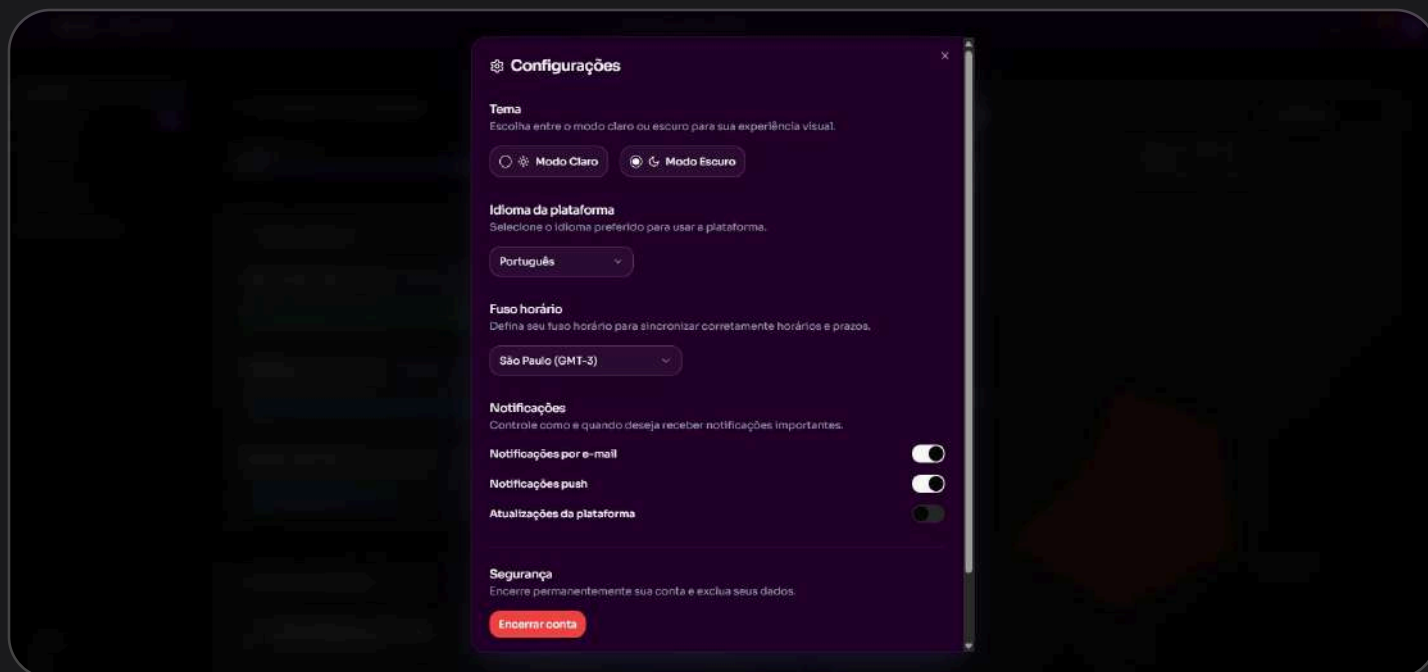 Configurações
Tema
Escolha entre o modo claro ou escuro para sua experiência visual.
Modo Claro
Modo Escuro
Idioma da plataforma
Selecione o idioma preferido para usar a plataforma.
Português
Fuso horário
Defina seu fuso horário para sincronizar corretamente horários e prazos.
São Paulo (GMT-3)
Notificações
Controle como e quando deseja receber notificações importantes.
Notificações por e-mail
Notificações push
Atualizações da plataforma
Segurança
Encerre permanentemente sua conta e exclua seus dados.
Encerrar conta